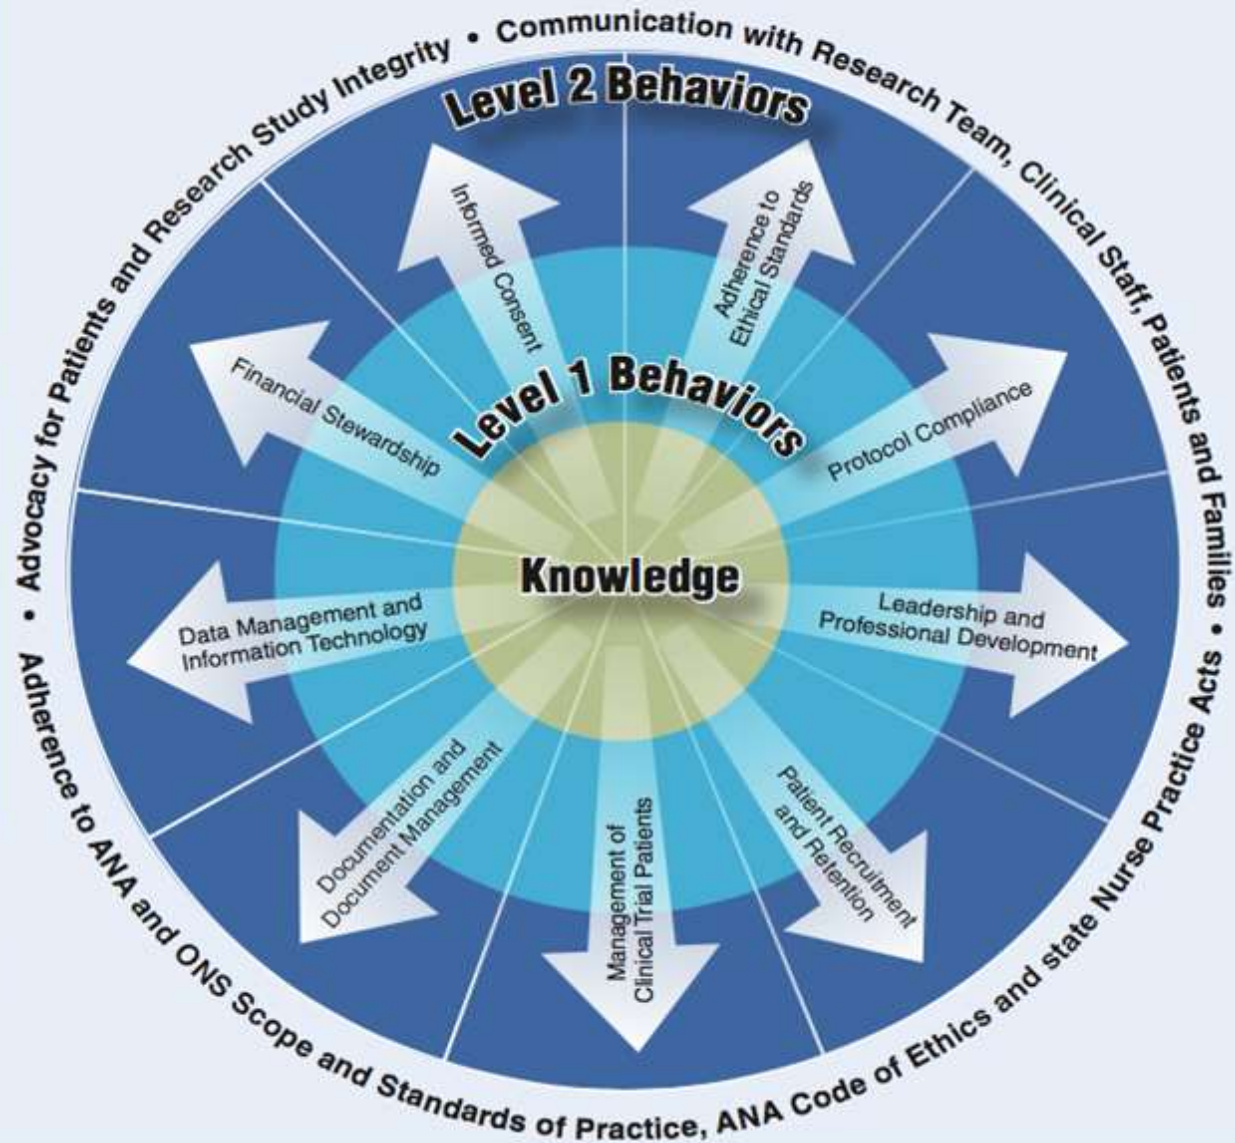 • Advocacy for Patients and Research Study Integrity • Communication with Research Team, Clinical Staff, Patients and Families •
Adherence to ANA and ONS Scope and Standards of Practice, ANA Code of Ethics and state Nurse Practice Acts
Level 2 Behaviors
Level 1 Behaviors
Knowledge
Adherence to
Ethical Standards
Protocol Compliance
Leadership and
Professional Development
Patient Recruitment
and Retention
Management of
Clinical Trial Patients
Documentation and
Document Management
Data Management and
Information Technology
Financial Stewardship
Informed Consent